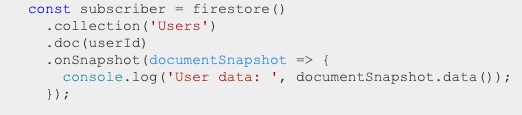 const subscriber = firestore()
  .collection('Users')
  .doc(userId)
  .onSnapshot(documentSnapshot => {
    console.log('User data: ', documentSnapshot.data());
  });